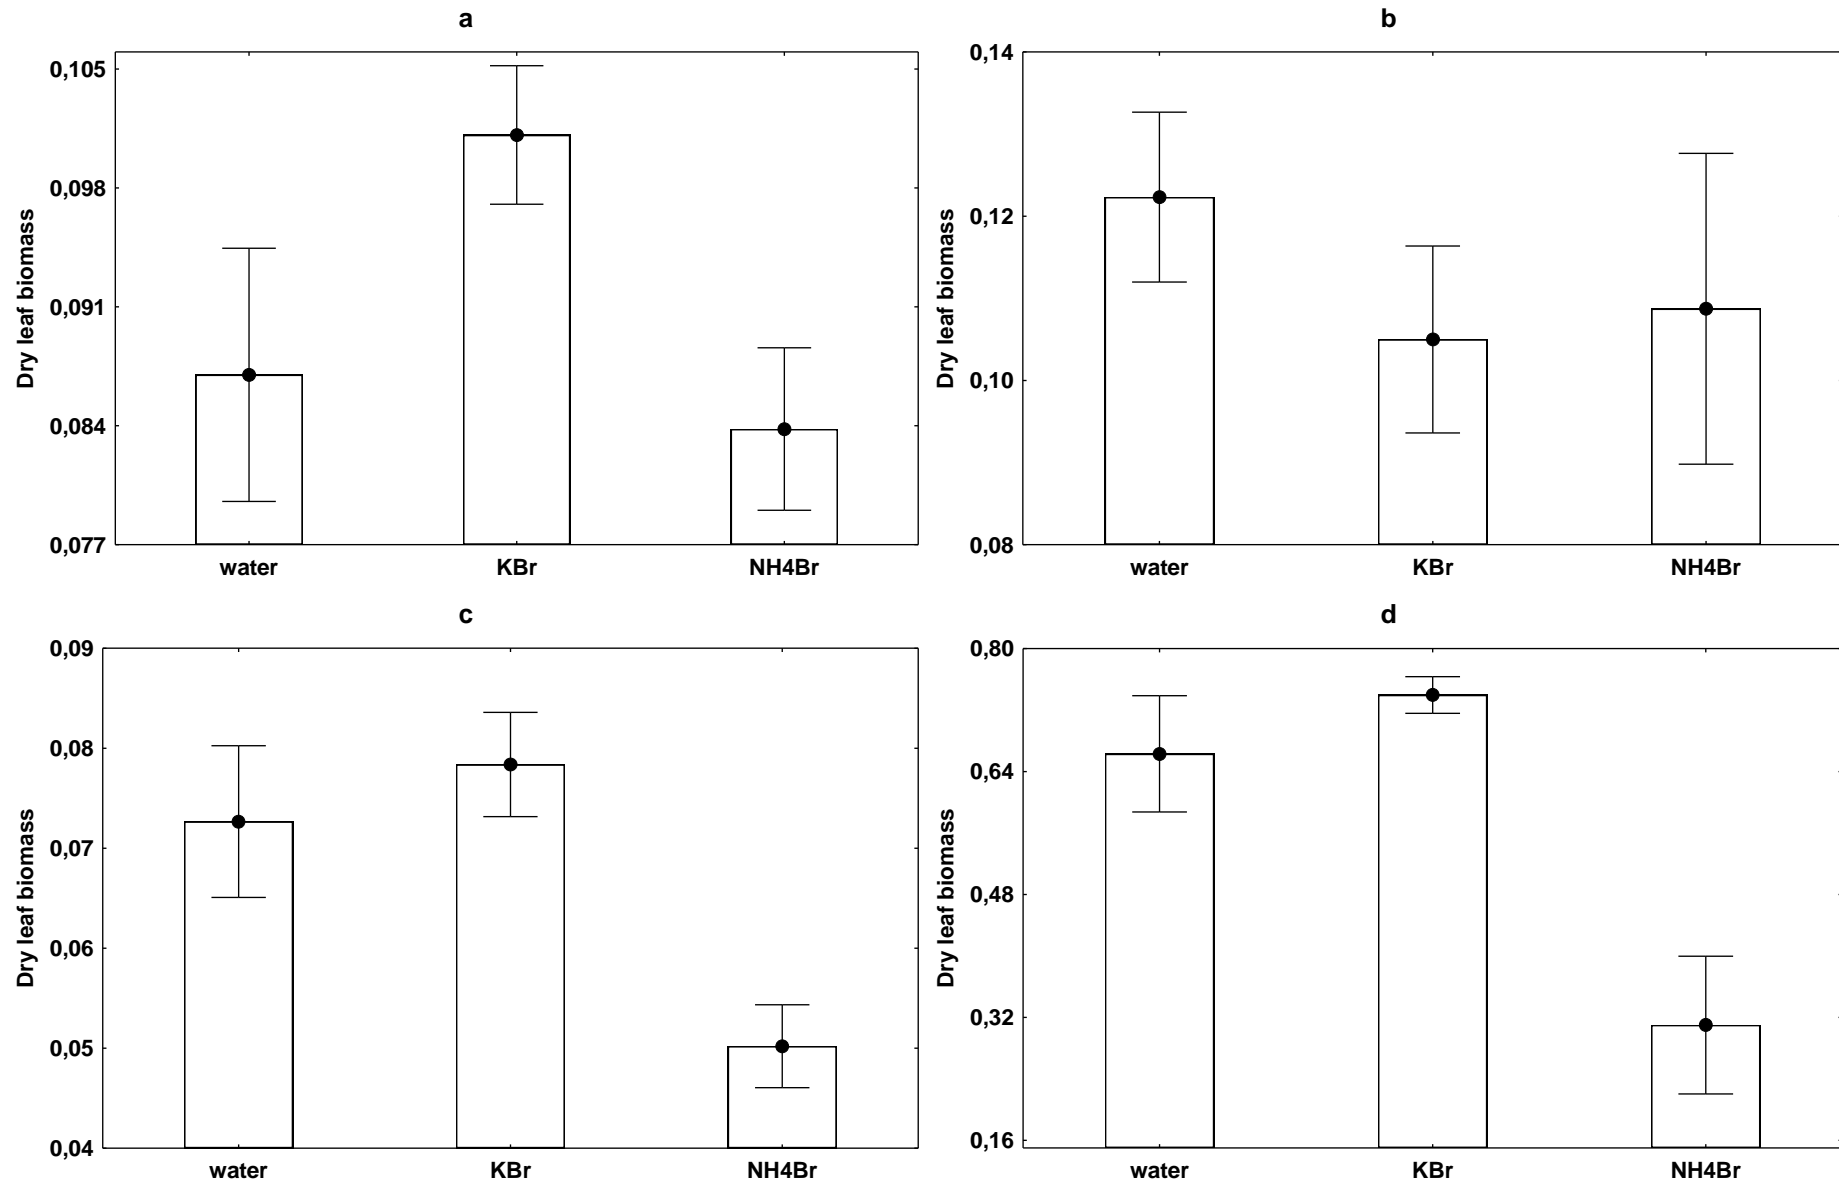 a
Dry leaf biomass
0,105
0,098
0,091
0,084
0,077
water KBr NH4Br
b
Dry leaf biomass
0,14
0,12
0,10
0,08
water KBr NH4Br
c
Dry leaf biomass
0,09
0,08
0,07
0,06
0,05
0,04
water KBr NH4Br
d
Dry leaf biomass
0,80
0,64
0,48
0,32
0,16
water KBr NH4Br